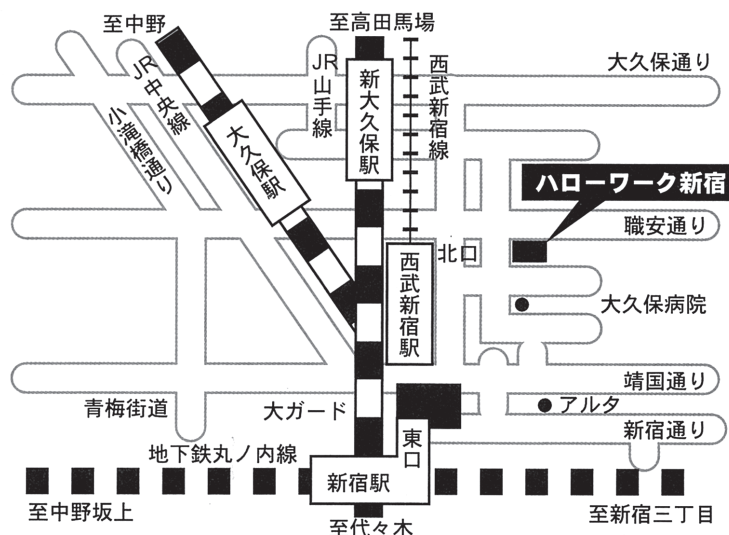 至中野
至高田馬場
大久保通り
JR中央線
JR山手線
新大久保駅
西武新宿線
小滝橋通り
大久保駅
ハローワーク新宿
職安通り
北口
西武新宿駅
大久保病院
靖国通り
青梅街道
大ガード
アルタ
新宿通り
東口
地下鉄丸ノ内線
新宿駅
至中野坂上
至代々木
至新宿三丁目